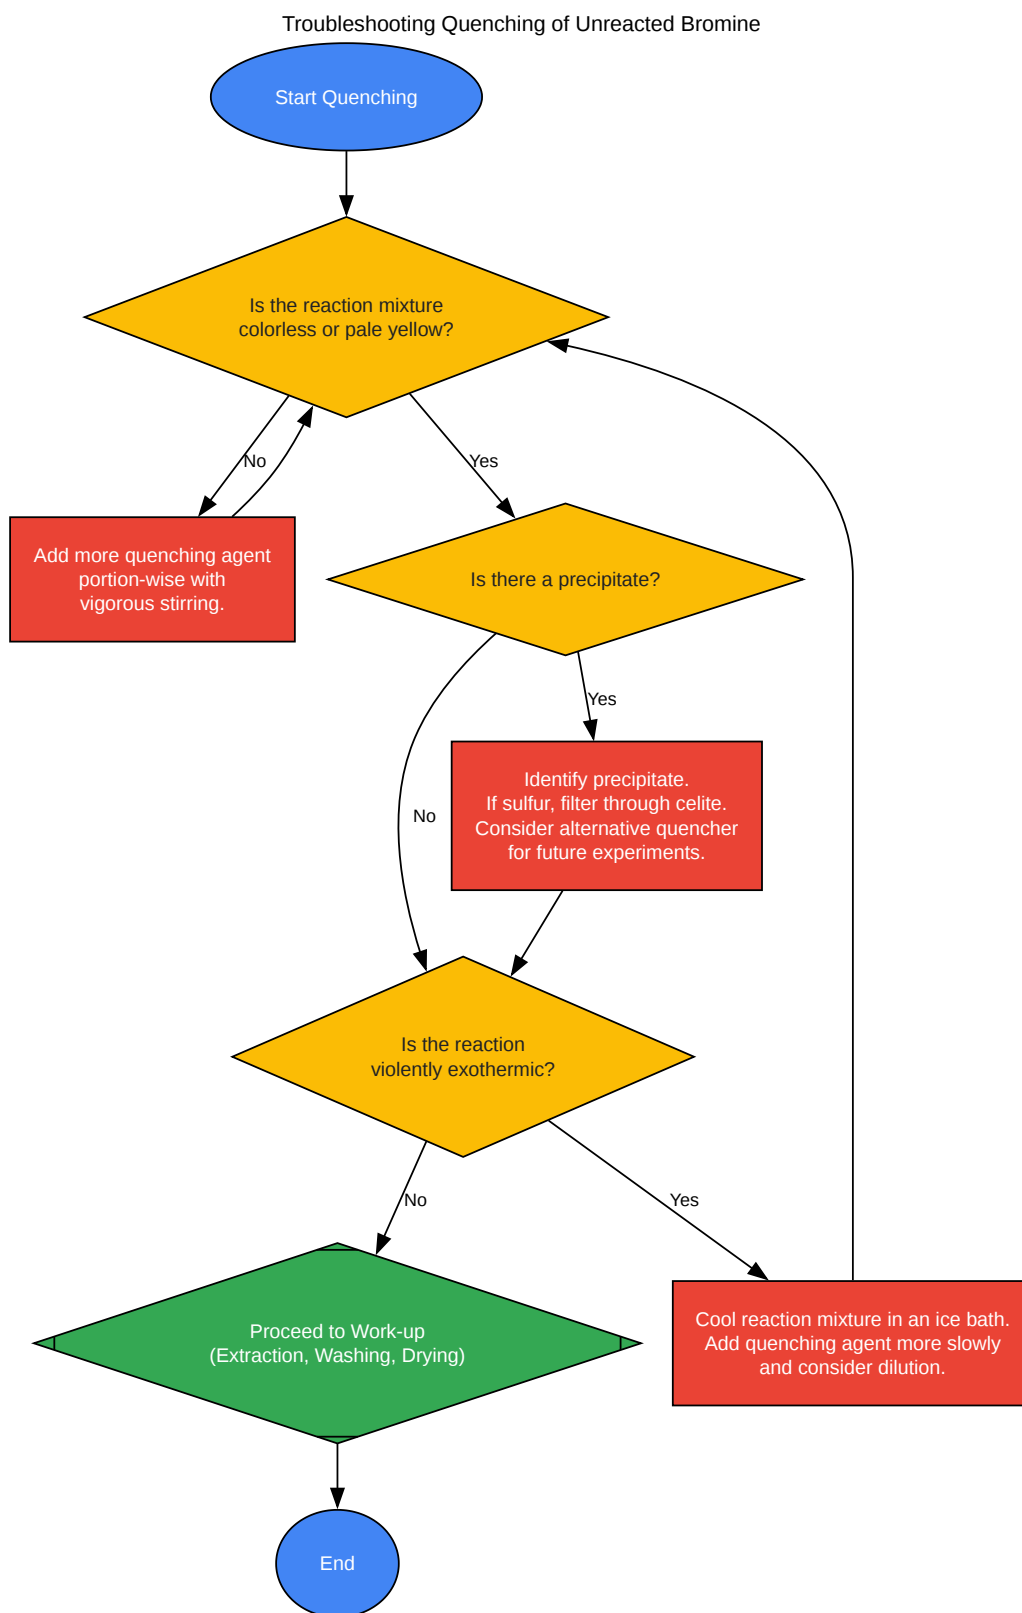 Troubleshooting Quenching of Unreacted Bromine
Start Quenching
Is the reaction mixture
colorless or pale yellow?
No
Yes
Add more quenching agent
portion-wise with
vigorous stirring.
Is there a precipitate?
Yes
No
Identify precipitate.
If sulfur, filter through celite.
Consider alternative quencher
for future experiments.
Is the reaction
violently exothermic?
No
Yes
Proceed to Work-up
(Extraction, Washing, Drying)
Cool reaction mixture in an ice bath.
Add quenching agent more slowly
and consider dilution.
End